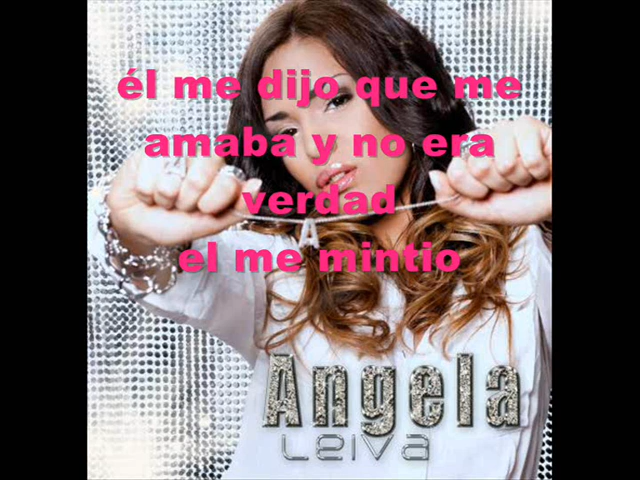 él me dijo que me
amaba y no era
verdad
A
el me mintio
Angela
Leiva